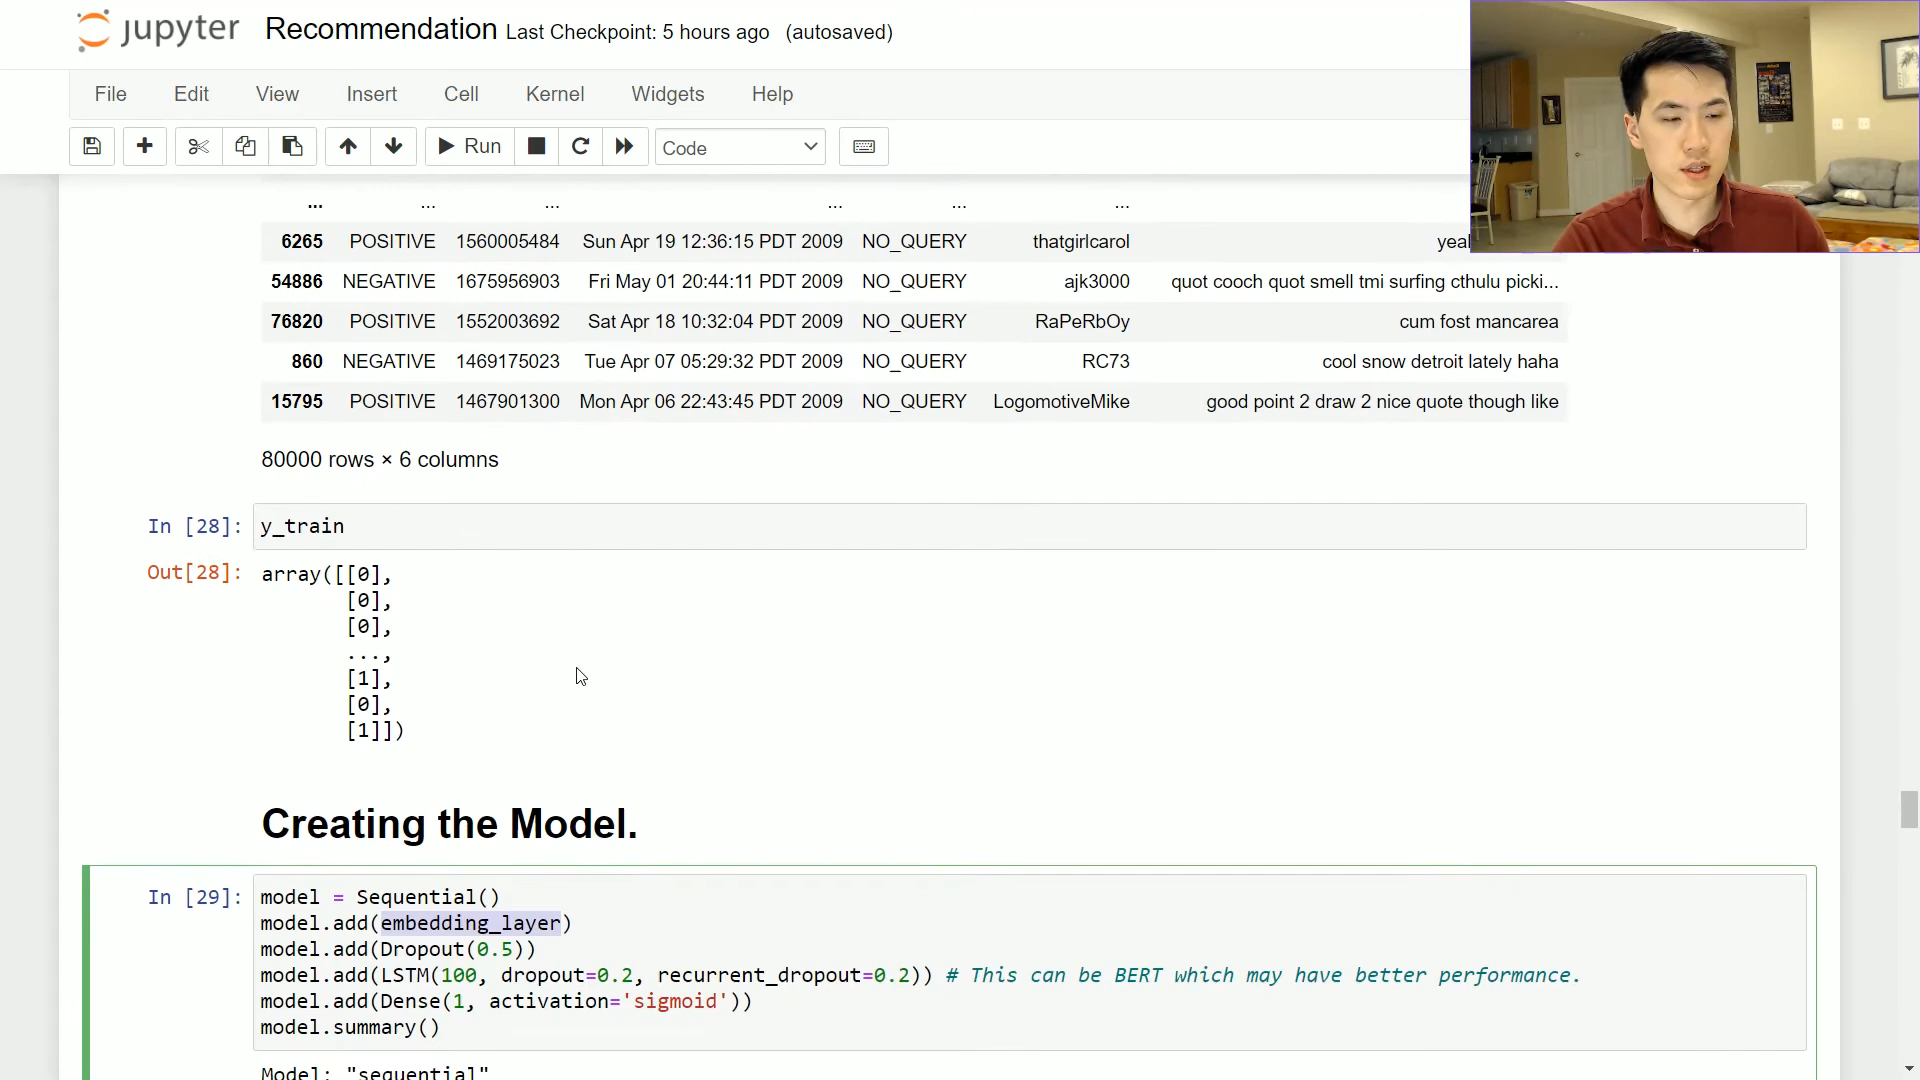 jupyter Recommendation Last Checkpoint: 5 hours ago (autosaved)
File Edit View Insert Cell Kernel Widgets Help
Run Code
... ... ... ... ... ...
6265 POSITIVE 1560005484 Sun Apr 19 12:36:15 PDT 2009 NO_QUERY thatgirlcarol
54886 NEGATIVE 1675956903 Fri May 01 20:44:11 PDT 2009 NO_QUERY ajk3000 quot cooch quot smell tmi surfing cthulu picki...
76820 POSITIVE 1552003692 Sat Apr 18 10:32:04 PDT 2009 NO_QUERY RaPeRbOy cum fost mancarea
860 NEGATIVE 1469175023 Tue Apr 07 05:29:32 PDT 2009 NO_QUERY RC73 cool snow detroit lately haha
15795 POSITIVE 1467901300 Mon Apr 06 22:43:45 PDT 2009 NO_QUERY LogomotiveMike good point 2 draw 2 nice quote though like
80000 rows × 6 columns
In [28]: y_train
Out[28]: array([[0],
[0],
[0],
...,
[1],
[0],
[1]])
Creating the Model.
In [29]: model = Sequential()
model.add(embedding_layer)
model.add(Dropout(0.5))
model.add(LSTM(100, dropout=0.2, recurrent_dropout=0.2)) # This can be BERT which may have better performance.
model.add(Dense(1, activation='sigmoid'))
model.summary()
Model: "sequential"